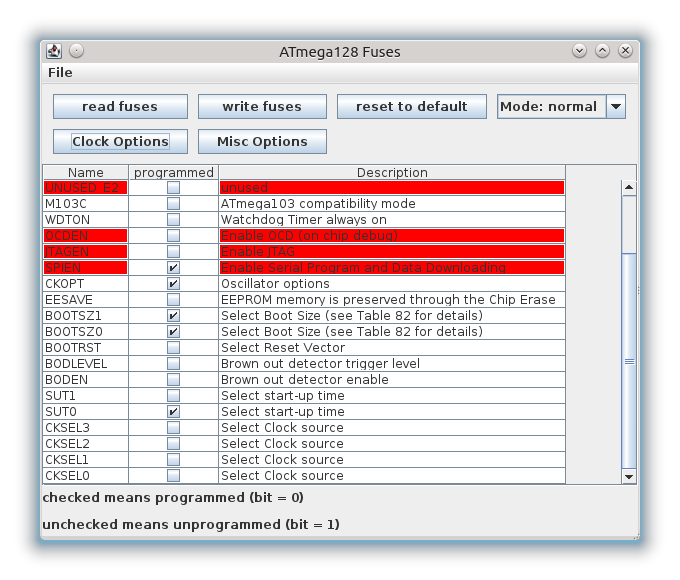 ATmega128 Fuses
File
read fuses write fuses reset to default Mode: normal
Clock Options Misc Options
Name programmed Description
UNUSED_E2 unused
M103C ATmega103 compatibility mode
WDTON Watchdog Timer always on
OCDEN Enable OCD (on chip debug)
JTAGEN Enable JTAG
SPIEN Enable Serial Program and Data Downloading
CKOPT Oscillator options
EESAVE EEPROM memory is preserved through the Chip Erase
BOOTSZ1 Select Boot Size (see Table 82 for details)
BOOTSZ0 Select Boot Size (see Table 82 for details)
BOOTRST Select Reset Vector
BODLEVEL Brown out detector trigger level
BODEN Brown out detector enable
SUT1 Select start-up time
SUT0 Select start-up time
CKSEL3 Select Clock source
CKSEL2 Select Clock source
CKSEL1 Select Clock source
CKSEL0 Select Clock source
checked means programmed (bit = 0)
unchecked means unprogrammed (bit = 1)